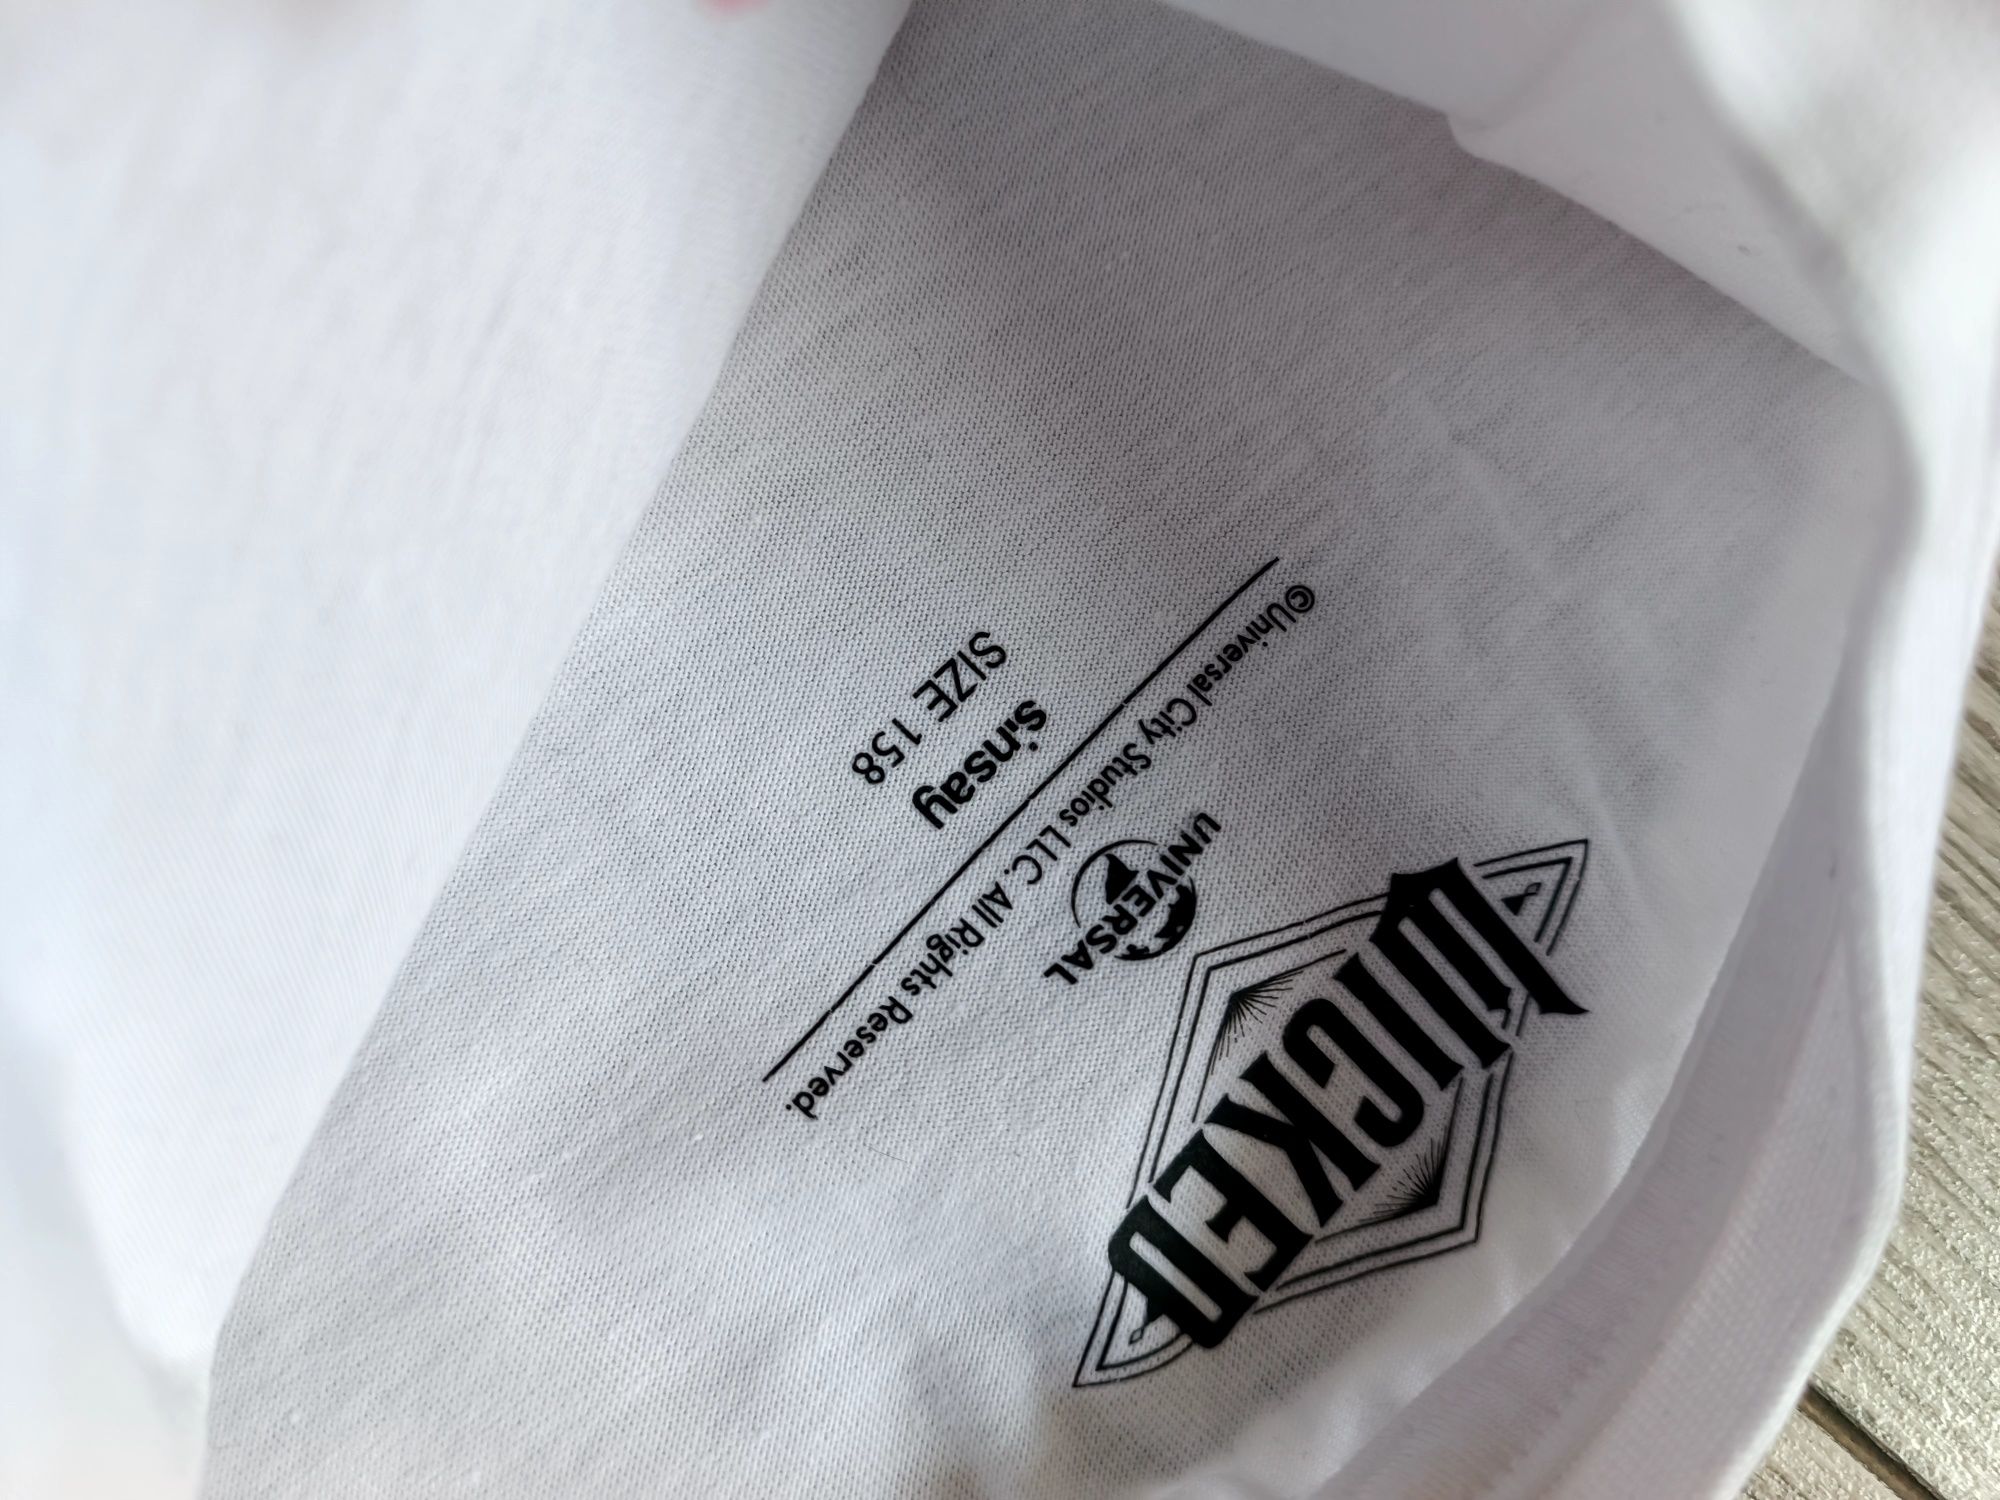 WICKED
UNIVERSAL
©Universal City Studios LLC. All Rights Reserved.
sinsay
SIZE 158